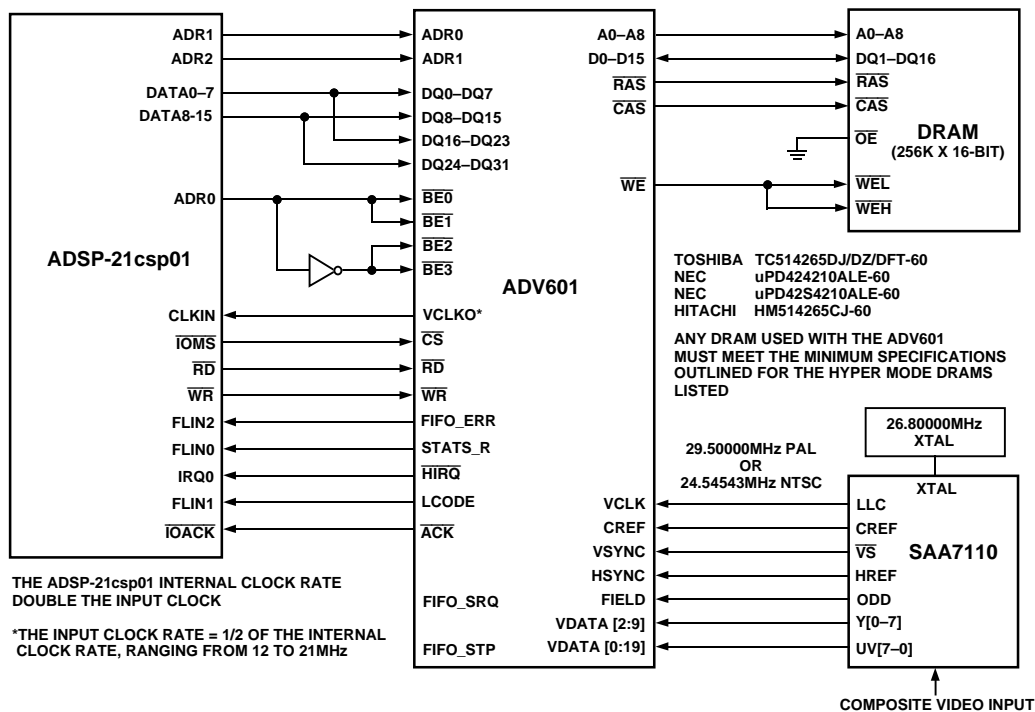 ADSP-21csp01
ADR1
ADR2
DATA0–7
DATA8-15
ADR0
CLKIN
IOMS
RD
WR
FLIN2
FLIN0
IRQ0
FLIN1
IOACK
THE ADSP-21csp01 INTERNAL CLOCK RATE
DOUBLE THE INPUT CLOCK
*THE INPUT CLOCK RATE = 1/2 OF THE INTERNAL
CLOCK RATE, RANGING FROM 12 TO 21MHz
ADV601
ADR0
ADR1
DQ0–DQ7
DQ8–DQ15
DQ16–DQ23
DQ24–DQ31
BE0
BE1
BE2
BE3
VCLKO*
CS
RD
WR
FIFO_ERR
STATS_R
HIRQ
LCODE
ACK
FIFO_SRQ
FIFO_STP
A0–A8
D0–D15
RAS
CAS
WE
VCLK
CREF
VSYNC
HSYNC
FIELD
VDATA [2:9]
VDATA [0:19]
A0–A8
DQ1–DQ16
RAS
CAS
OE
WEL
WEH
DRAM
(256K X 16-BIT)
TOSHIBA TC514265DJ/DZ/DFT-60
NEC uPD424210ALE-60
NEC uPD42S4210ALE-60
HITACHI HM514265CJ-60
ANY DRAM USED WITH THE ADV601
MUST MEET THE MINIMUM SPECIFICATIONS
OUTLINED FOR THE HYPER MODE DRAMS
LISTED
26.80000MHz
XTAL
29.50000MHz PAL
OR
24.54543MHz NTSC
XTAL
LLC
CREF
VS
HREF
ODD
Y[0–7]
UV[7–0]
SAA7110
COMPOSITE VIDEO INPUT